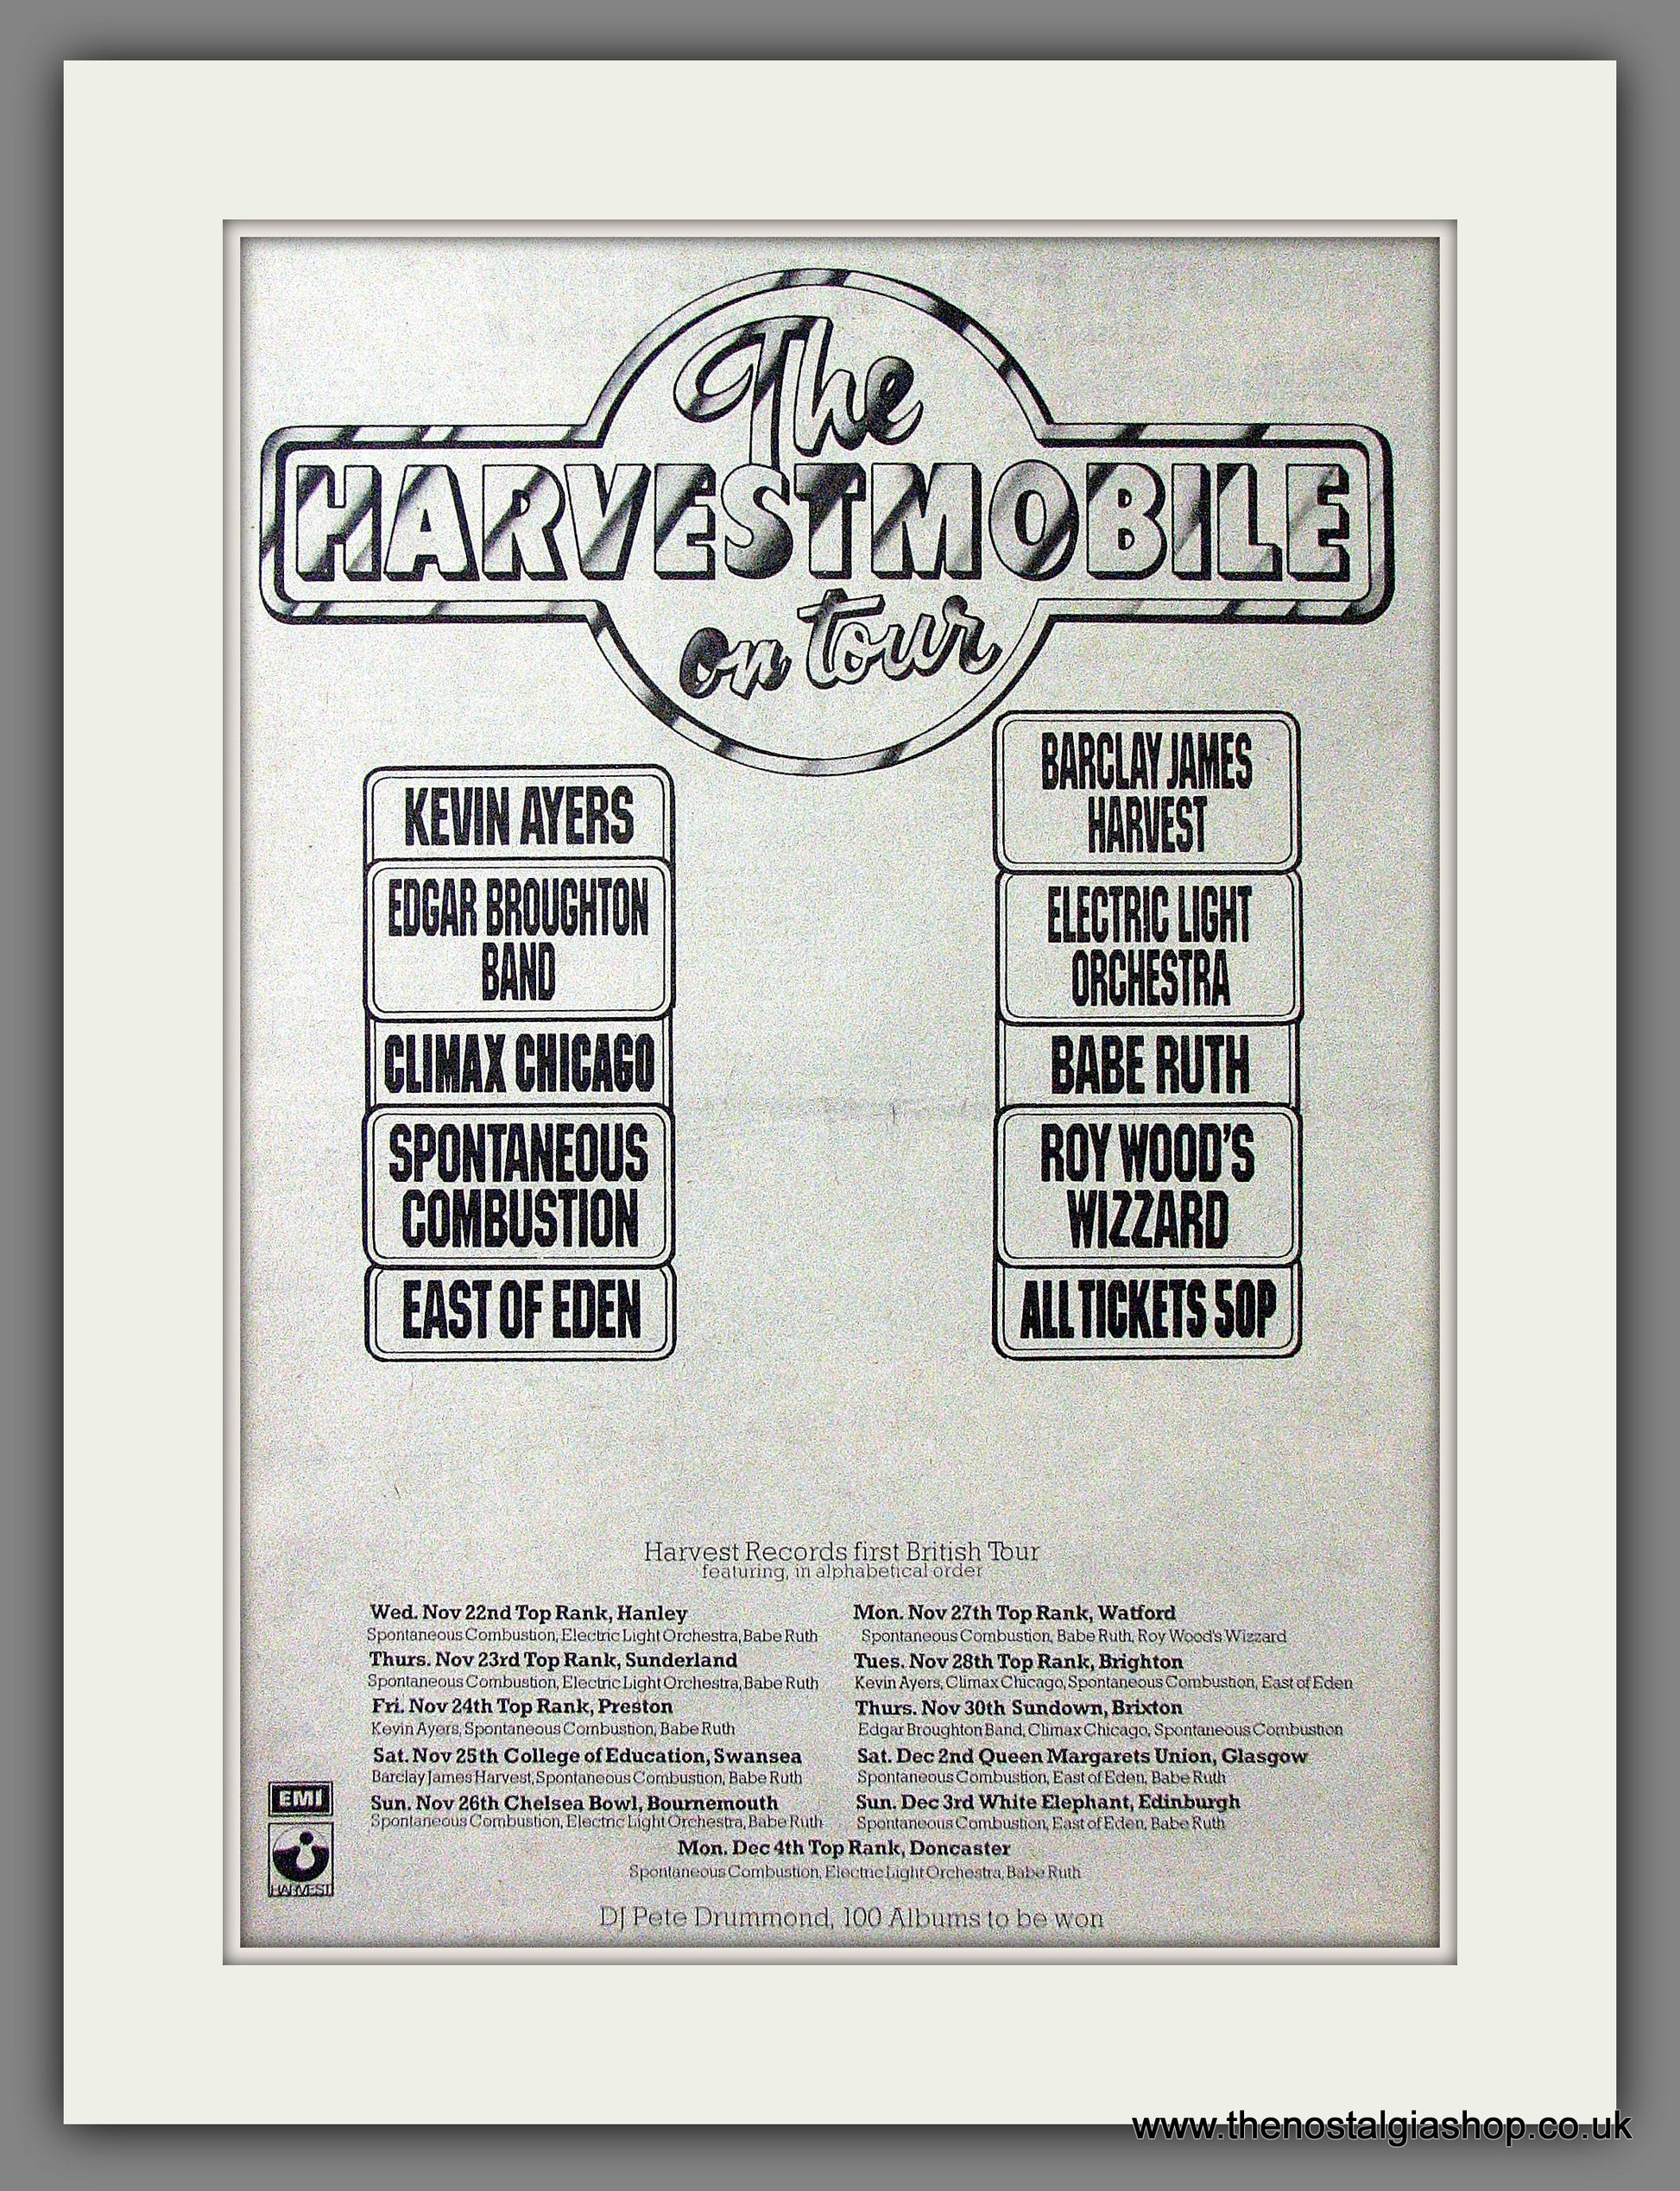 The
HARVESTMOBILE
on tour
KEVIN AYERS
EDGAR BROUGHTON
BAND
CLIMAX CHICAGO
SPONTANEOUS
COMBUSTION
EAST OF EDEN
BARCLAY JAMES
HARVEST
ELECTRIC LIGHT
ORCHESTRA
BABE RUTH
ROY WOOD'S
WIZZARD
ALL TICKETS 50P
Harvest Records first British Tour
featuring, in alphabetical order
Wed. Nov 22nd Top Rank, Hanley
Spontaneous Combustion, Electric Light Orchestra, Babe Ruth
Thurs. Nov 23rd Top Rank, Sunderland
Spontaneous Combustion, Electric Light Orchestra, Babe Ruth
Fri. Nov 24th Top Rank, Preston
Kevin Ayers, Spontaneous Combustion, Babe Ruth
Sat. Nov 25th College of Education, Swansea
Barclay James Harvest, Spontaneous Combustion, Babe Ruth
Sun. Nov 26th Chelsea Bowl, Bournemouth
Spontaneous Combustion, Electric Light Orchestra, Babe Ruth
Mon. Nov 27th Top Rank, Watford
Spontaneous Combustion, Babe Ruth, Roy Wood's Wizzard
Tues. Nov 28th Top Rank, Brighton
Kevin Ayers, Climax Chicago, Spontaneous Combustion, East of Eden
Thurs. Nov 30th Sundown, Brixton
Edgar Broughton Band, Climax Chicago, Spontaneous Combustion
Sat. Dec 2nd Queen Margarets Union, Glasgow
Spontaneous Combustion, East of Eden, Babe Ruth
Sun. Dec 3rd White Elephant, Edinburgh
Spontaneous Combustion, East of Eden, Babe Ruth
Mon. Dec 4th Top Rank, Doncaster
Spontaneous Combustion, Electric Light Orchestra, Babe Ruth
DJ Pete Drummond, 100 Albums to be won
EMI
HARVEST
www.thenostalgiashop.co.uk